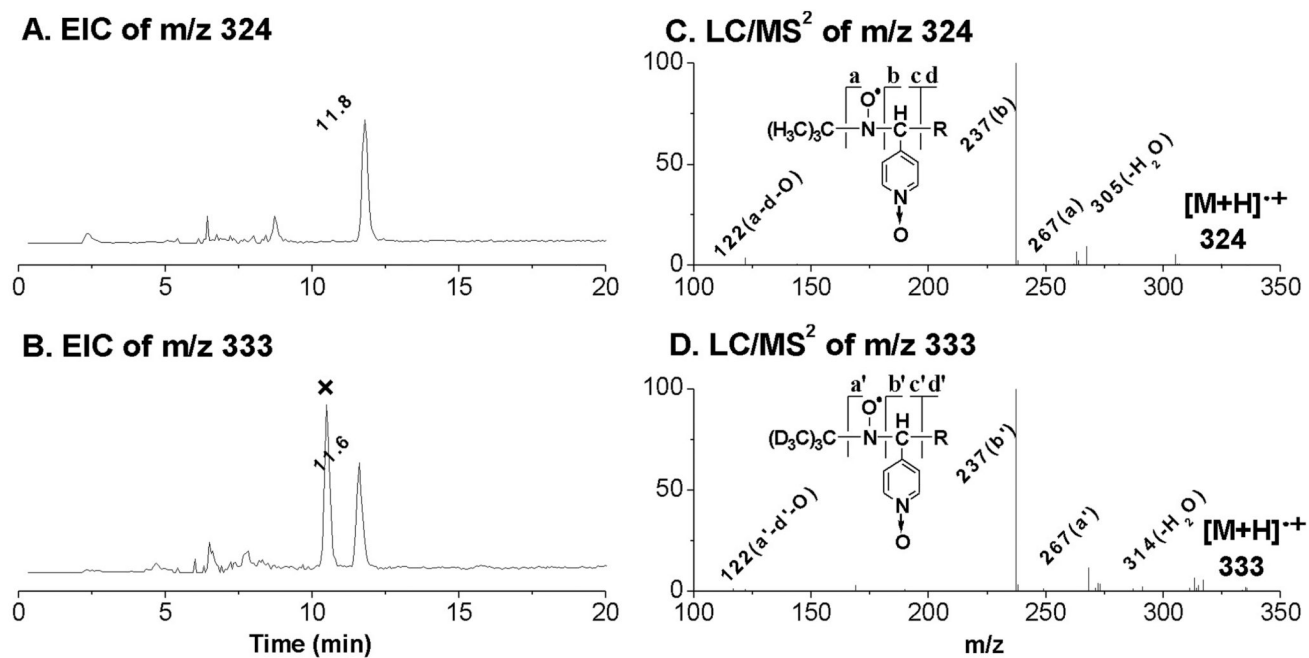 A. EIC of m/z 324
11.8
0 5 10 15 20
B. EIC of m/z 333
×
11.6
0 5 10 15 20
Time (min)
C. LC/MS² of m/z 324
100
50
0
a b c d
O•
H
(H₃C)₃C N C R
N
O
122(a-d-O)
237(b)
267(a)
305(-H₂O)
[M+H]•+
324
100 150 200 250 300 350
D. LC/MS² of m/z 333
100
50
0
a' b' c' d'
O•
H
(D₃C)₃C N C R
N
O
122(a'-d'-O)
237(b')
267(a')
314(-H₂O)
[M+H]•+
333
100 150 200 250 300 350
m/z